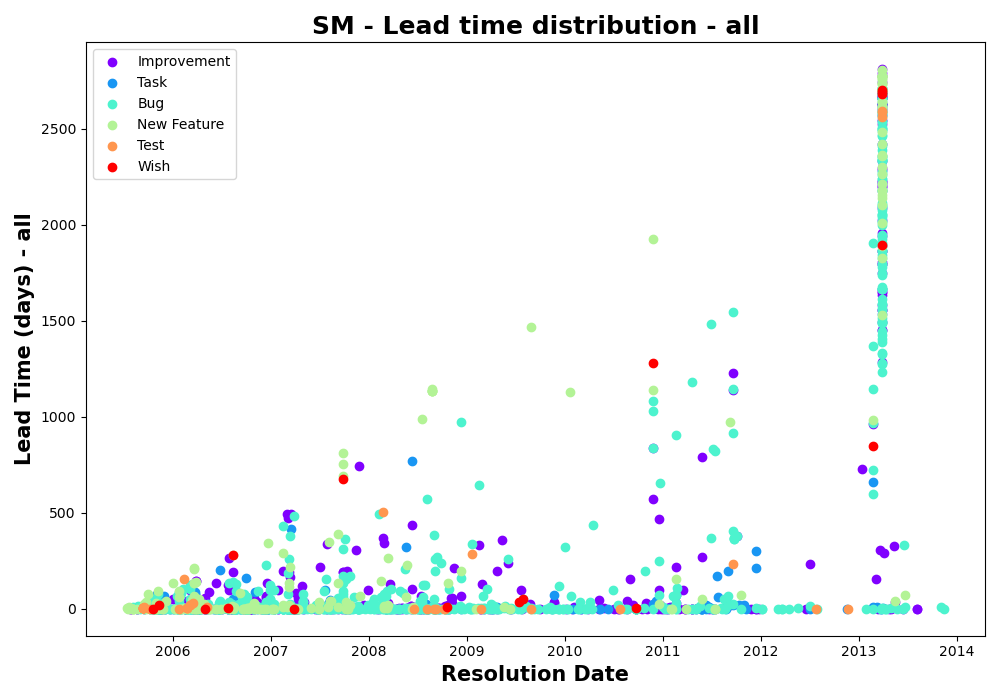 SM - Lead time distribution - all
Improvement
Task
Bug
New Feature
Test
Wish
Lead Time (days) - all
2500
2000
1500
1000
500
0
2006 2007 2008 2009 2010 2011 2012 2013 2014
Resolution Date